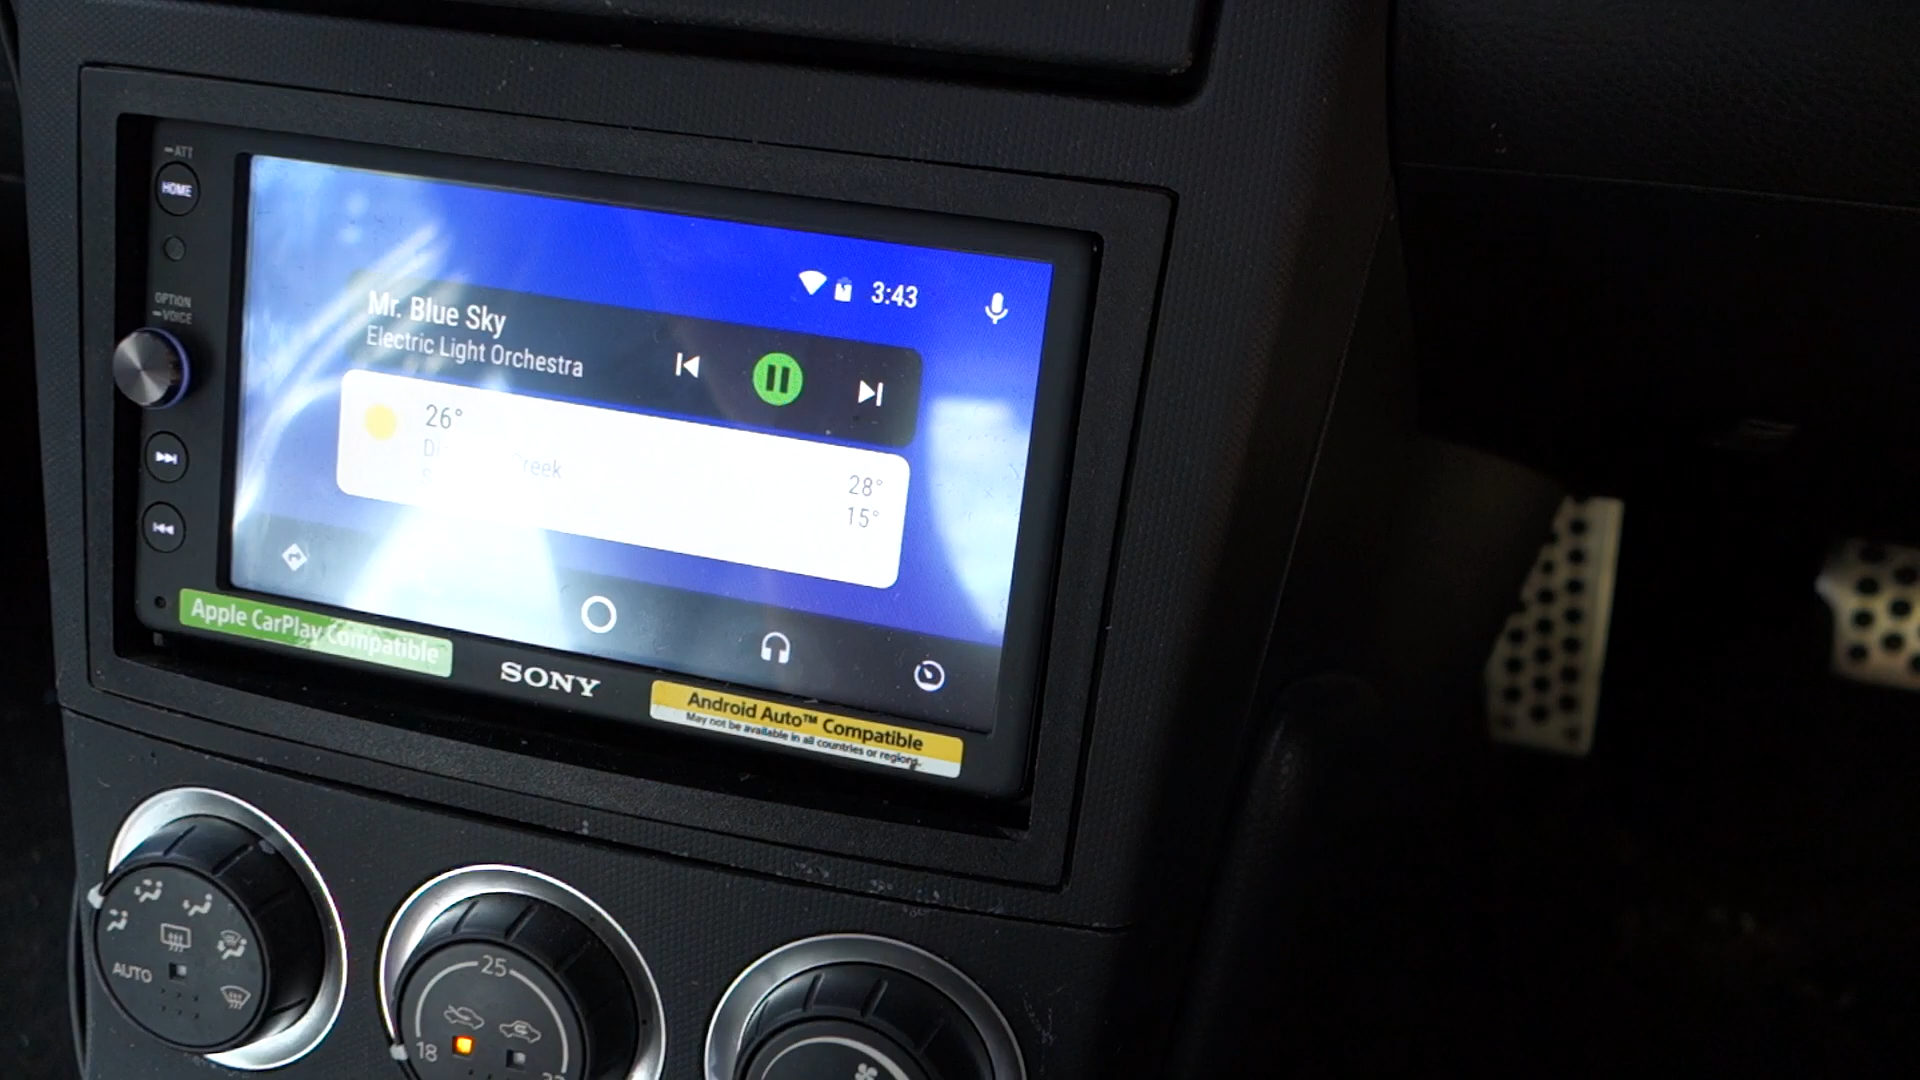 ATT
HOME
OPTION
VOICE
3:43
Mr. Blue Sky
Electric Light Orchestra
26°
28°
15°
Apple CarPlay Compatible
SONY
Android Auto™ Compatible
May not be available in all countries or regions.
AUTO
25
18